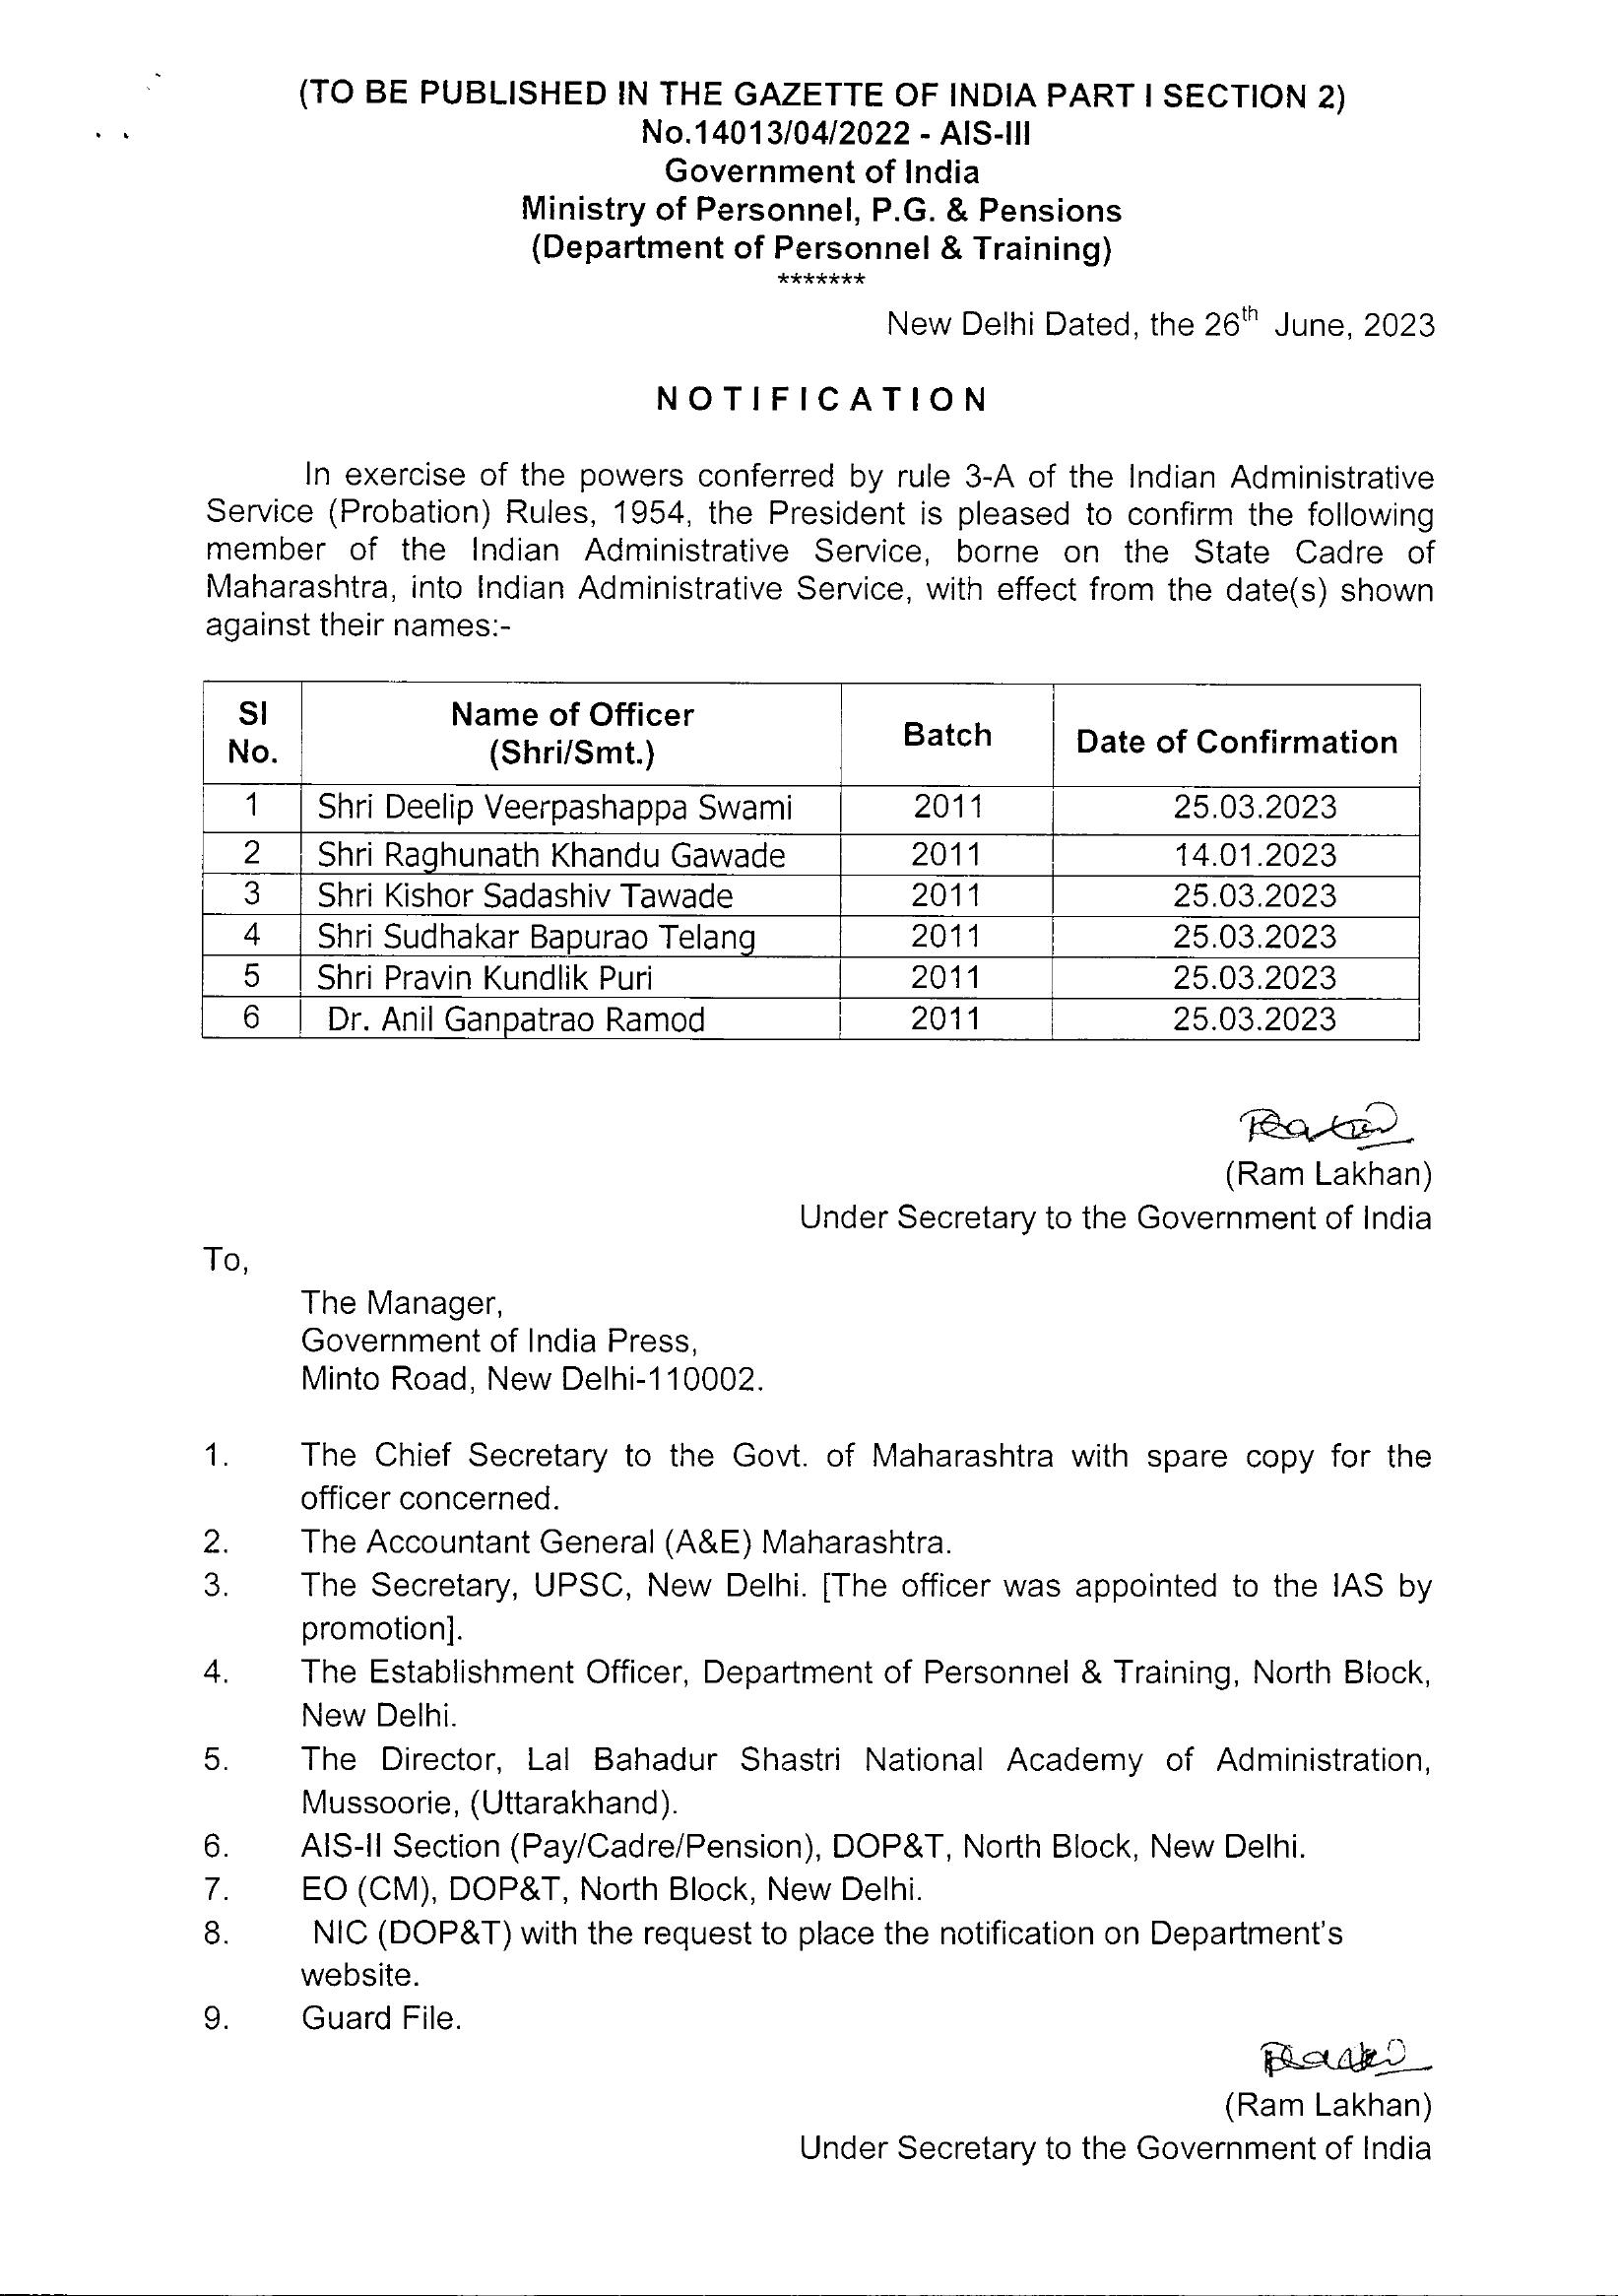 (TO BE PUBLISHED IN THE GAZETTE OF INDIA PART I SECTION 2)
No.14013/04/2022 - AIS-III
Government of India
Ministry of Personnel, P.G. & Pensions
(Department of Personnel & Training)
*******
New Delhi Dated, the 26th June, 2023
NOTIFICATION
In exercise of the powers conferred by rule 3-A of the Indian Administrative
Service (Probation) Rules, 1954, the President is pleased to confirm the following
member of the Indian Administrative Service, borne on the State Cadre of
Maharashtra, into Indian Administrative Service, with effect from the date(s) shown
against their names:-
Sl No. Name of Officer (Shri/Smt.) Batch Date of Confirmation
1 Shri Deelip Veerpashappa Swami 2011 25.03.2023
2 Shri Raghunath Khandu Gawade 2011 14.01.2023
3 Shri Kishor Sadashiv Tawade 2011 25.03.2023
4 Shri Sudhakar Bapurao Telang 2011 25.03.2023
5 Shri Pravin Kundlik Puri 2011 25.03.2023
6 Dr. Anil Ganpatrao Ramod 2011 25.03.2023
(Ram Lakhan)
Under Secretary to the Government of India
To,
The Manager,
Government of India Press,
Minto Road, New Delhi-110002.
1. The Chief Secretary to the Govt. of Maharashtra with spare copy for the
officer concerned.
2. The Accountant General (A&E) Maharashtra.
3. The Secretary, UPSC, New Delhi. [The officer was appointed to the IAS by
promotion].
4. The Establishment Officer, Department of Personnel & Training, North Block,
New Delhi.
5. The Director, Lal Bahadur Shastri National Academy of Administration,
Mussoorie, (Uttarakhand).
6. AIS-II Section (Pay/Cadre/Pension), DOP&T, North Block, New Delhi.
7. EO (CM), DOP&T, North Block, New Delhi.
8. NIC (DOP&T) with the request to place the notification on Department's
website.
9. Guard File.
(Ram Lakhan)
Under Secretary to the Government of India